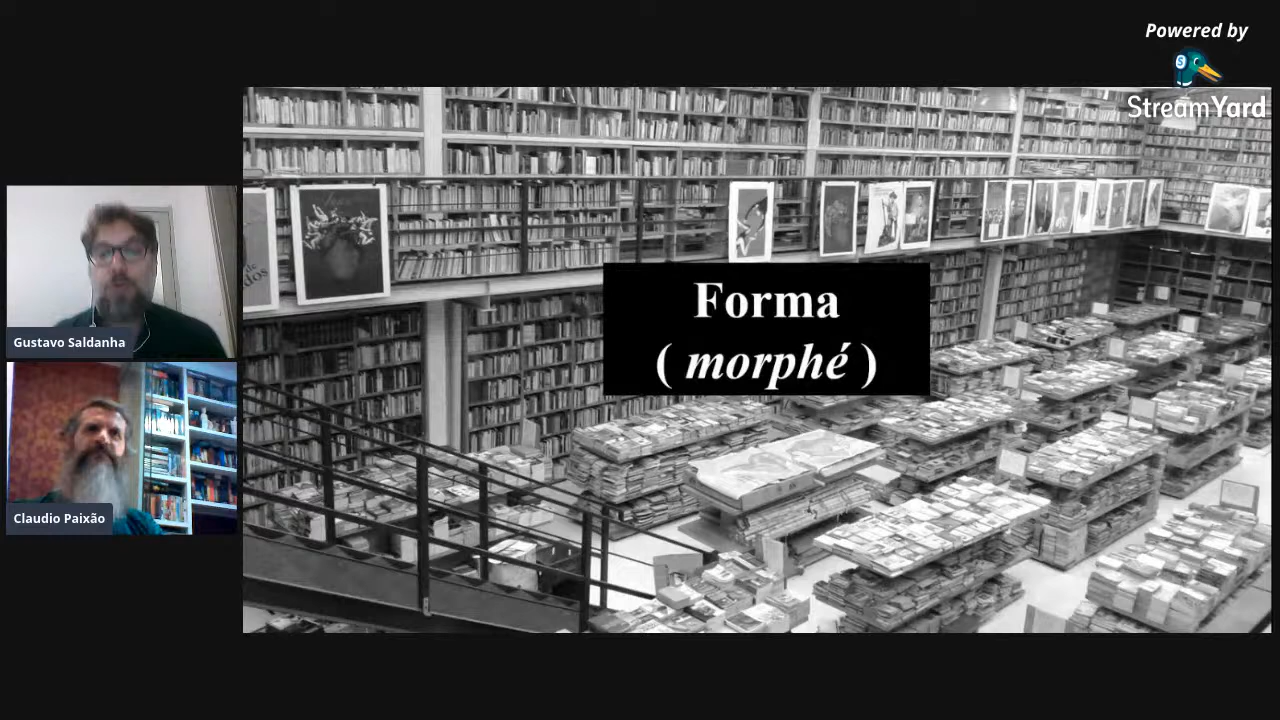 Powered by
StreamYard
Forma
( morphé )
Gustavo Saldanha
Claudio Paixão